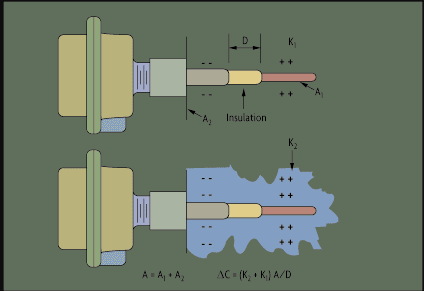 D
K₁
- -
+ +
- -
+ +
A₁
A₂
Insulation
K₂
- -
+ +
- -
+ +
- -
+ +
- -
+ +
A = A₁ + A₂
ΔC = (K₂ + K₁) A/D